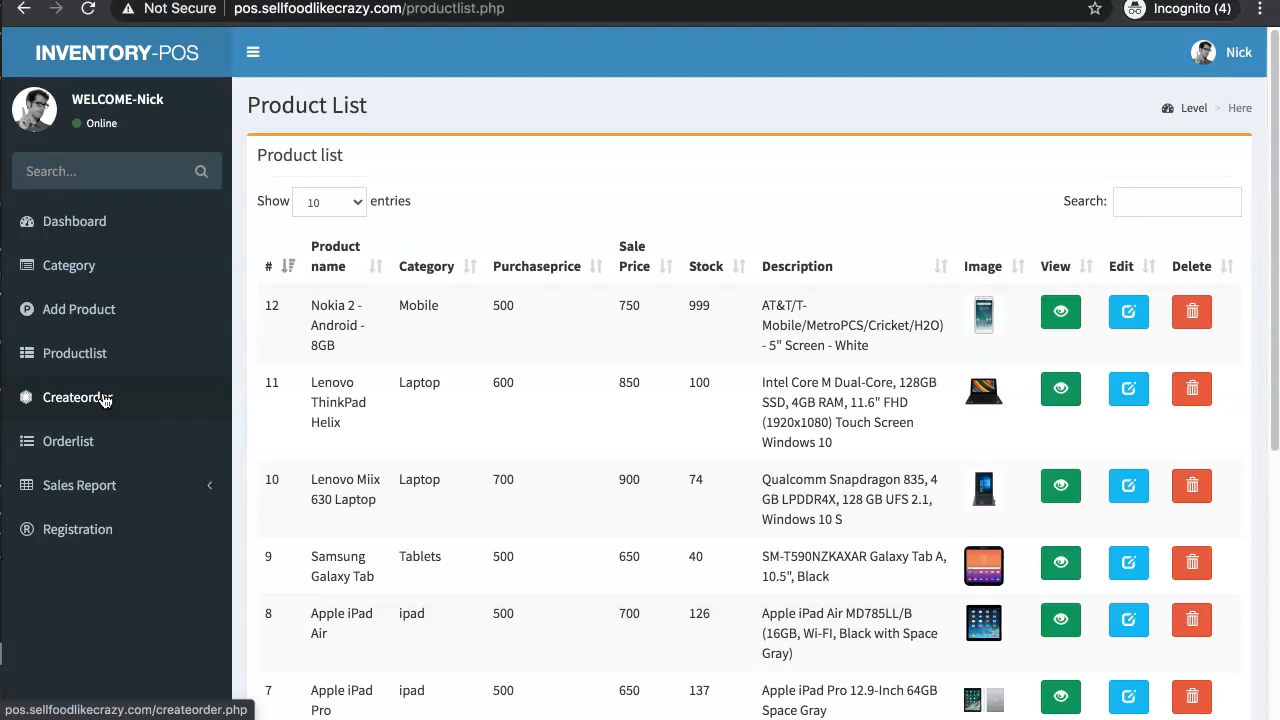 Not Secure pos.sellfoodlikecrazy.com/productlist.php Incognito (4)
INVENTORY-POS
Nick
WELCOME-Nick
Online
Search...
Dashboard
Category
Add Product
Productlist
Createorder
Orderlist
Sales Report
Registration
Product List
Level > Here
Product list
Show 10 entries
Search:
# Product name Category Purchaseprice Sale Price Stock Description Image View Edit Delete
12 Nokia 2 - Mobile 500 750 999 AT&T/T-
Android - Mobile/MetroPCS/Cricket/H2O)
8GB - 5" Screen - White
11 Lenovo Laptop 600 850 100 Intel Core M Dual-Core, 128GB
ThinkPad SSD, 4GB RAM, 11.6" FHD
Helix (1920x1080) Touch Screen
Windows 10
10 Lenovo Miix Laptop 700 900 74 Qualcomm Snapdragon 835, 4
630 Laptop GB LPDDR4X, 128 GB UFS 2.1,
Windows 10 S
9 Samsung Tablets 500 650 40 SM-T590NZKAXAR Galaxy Tab A,
Galaxy Tab 10.5", Black
8 Apple iPad ipad 500 700 126 Apple iPad Air MD785LL/B
Air (16GB, Wi-FI, Black with Space
Gray)
7 Apple iPad ipad 500 650 137 Apple iPad Pro 12.9-Inch 64GB
Pro Space Gray
pos.sellfoodlikecrazy.com/createorder.php